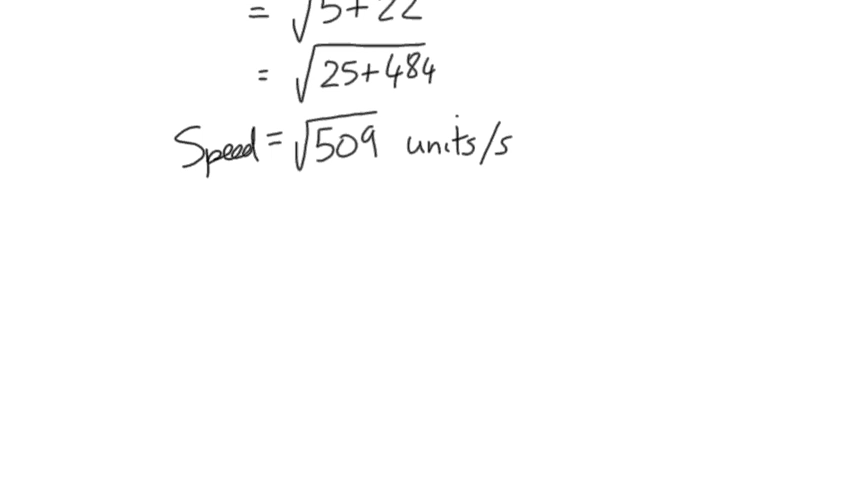 = √5+22
= √25+484
Speed = √509 units/s